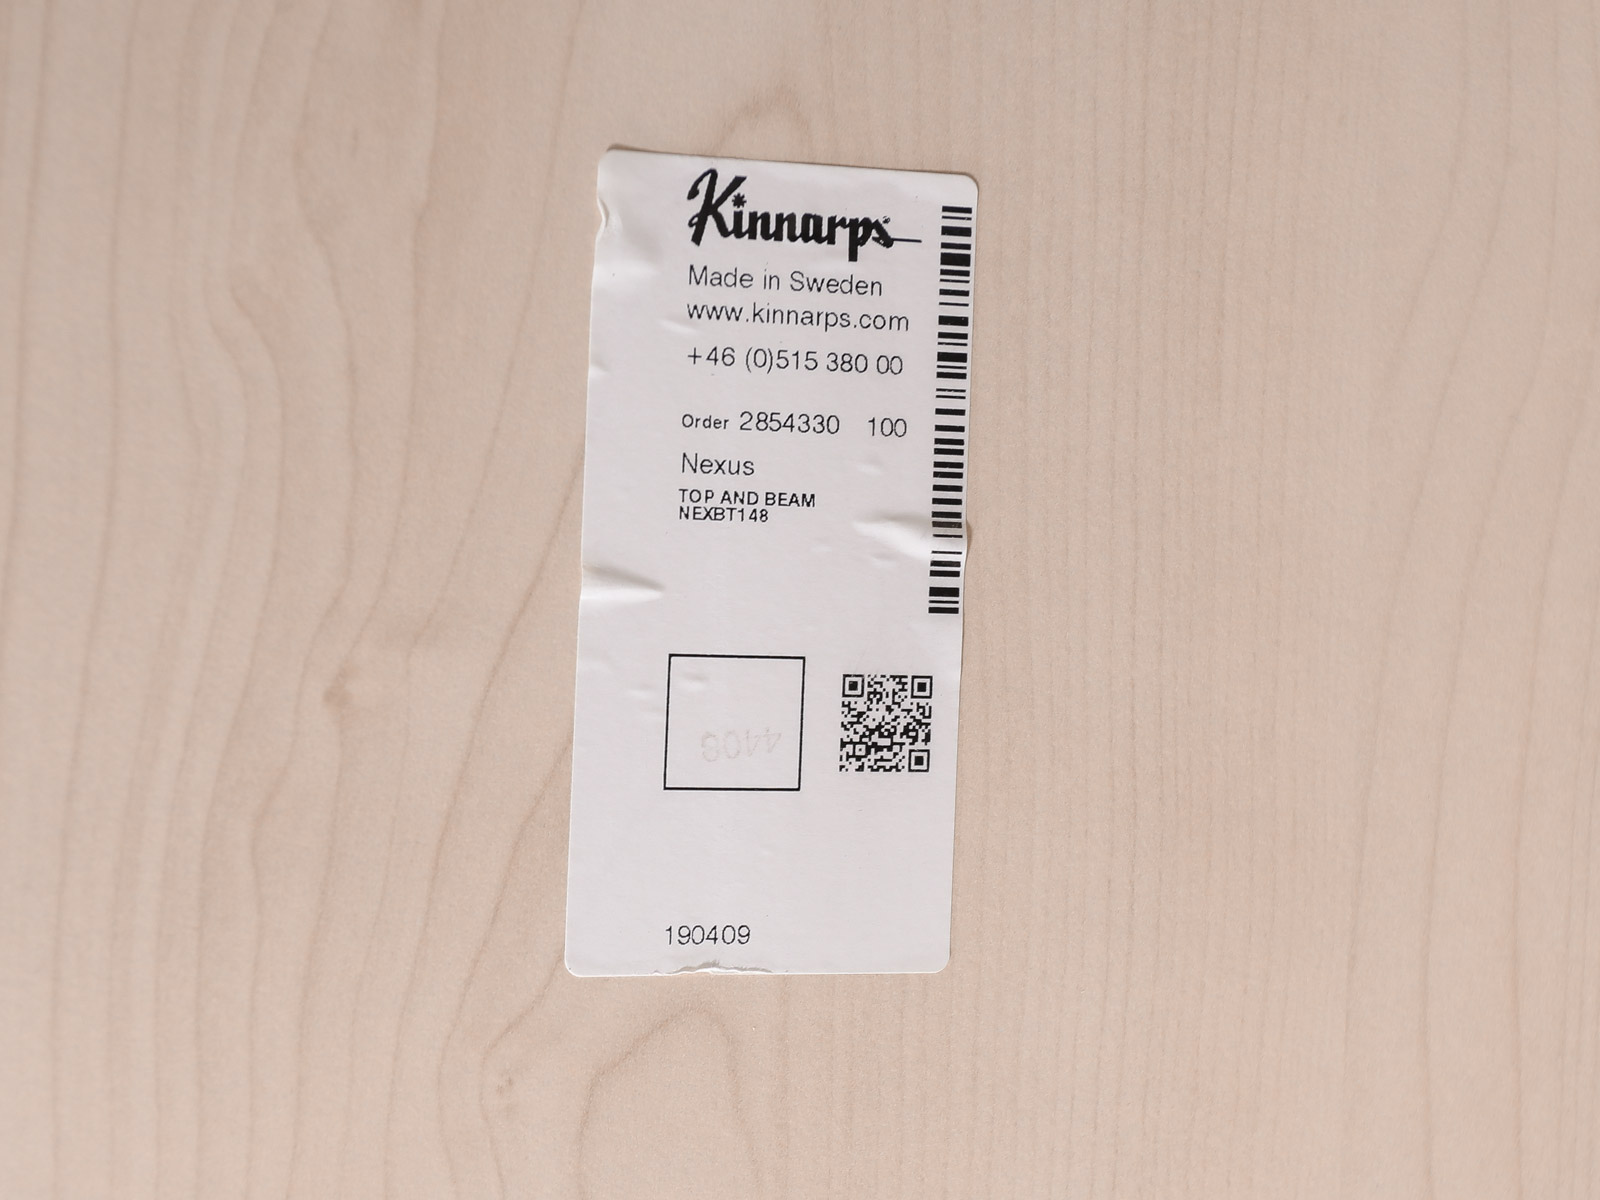 Kinnarps
Made in Sweden
www.kinnarps.com
+46 (0)515 380 00
Order 2854330 100
Nexus
TOP AND BEAM
NEXBT148
190409